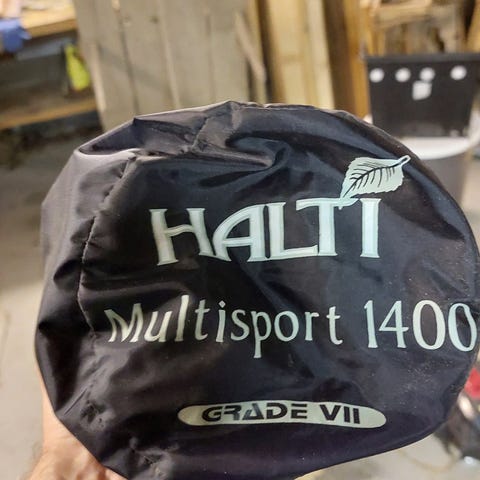 HALTI
Multisport 1400
GRADE VII